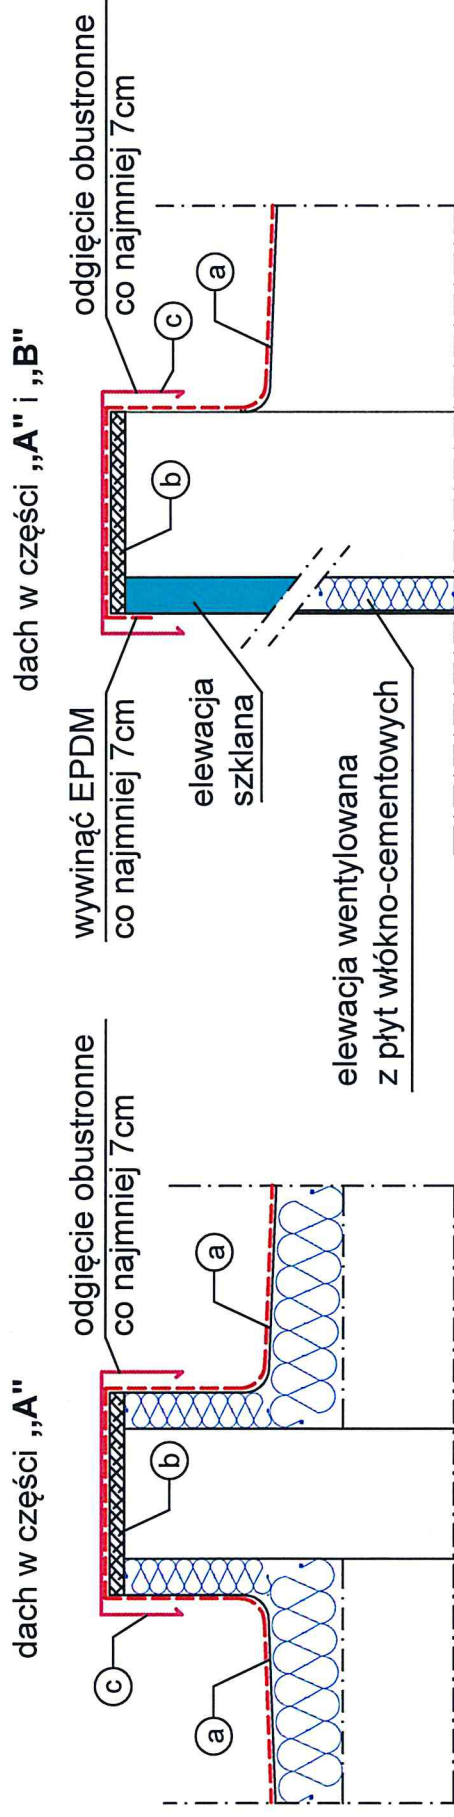 dach w części „A"
odgięcie obustronne
co najmniej 7cm
c
b
a
a
dach w części „A" i „B"
wywinąć EPDM
co najmniej 7cm
odgięcie obustronne
co najmniej 7cm
c
b
a
elewacja
szklana
elewacja wentylowana
z płyt włókno-cementowych